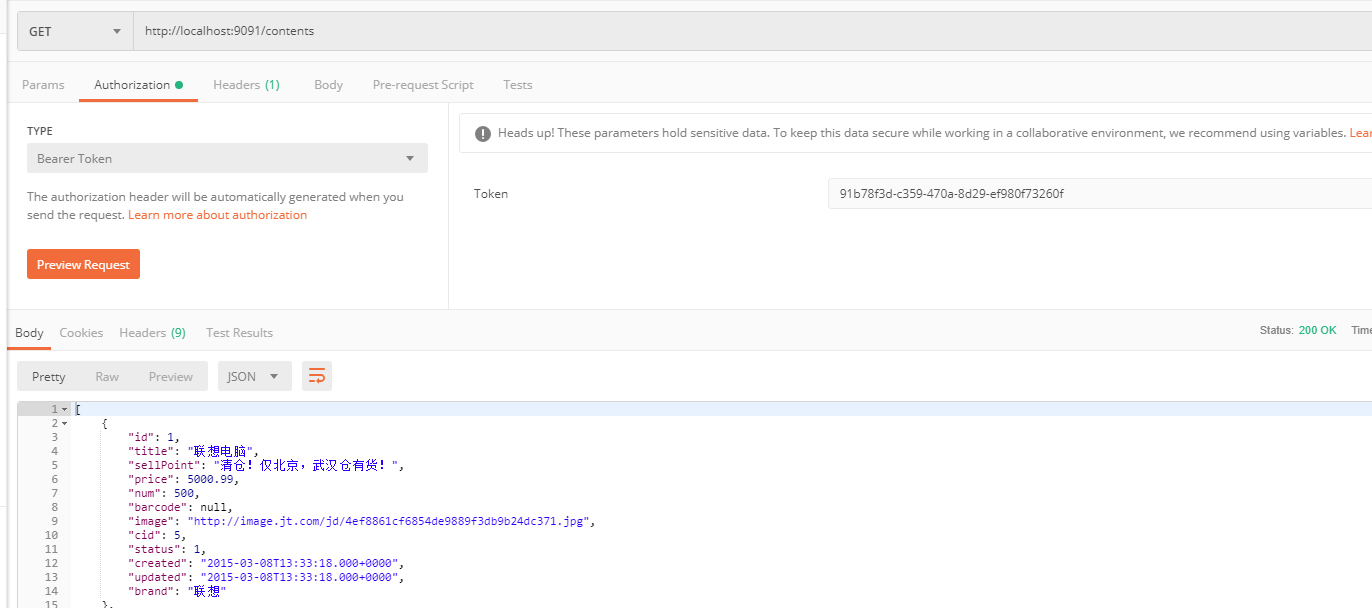 GET http://localhost:9091/contents
Params Authorization Headers (1) Body Pre-request Script Tests
TYPE
Bearer Token
The authorization header will be automatically generated when you
send the request. Learn more about authorization
Preview Request
Heads up! These parameters hold sensitive data. To keep this data secure while working in a collaborative environment, we recommend using variables. Lear
Token 91b78f3d-c359-470a-8d29-ef980f73260f
Body Cookies Headers (9) Test Results Status: 200 OK Time
Pretty Raw Preview JSON
1 [
2 {
3 "id": 1,
4 "title": "联想电脑",
5 "sellPoint": "清仓！仅北京，武汉仓有货！",
6 "price": 5000.99,
7 "num": 500,
8 "barcode": null,
9 "image": "http://image.jt.com/jd/4ef8861cf6854de9889f3db9b24dc371.jpg",
10 "cid": 5,
11 "status": 1,
12 "created": "2015-03-08T13:33:18.000+0000",
13 "updated": "2015-03-08T13:33:18.000+0000",
14 "brand": "联想"
15 },